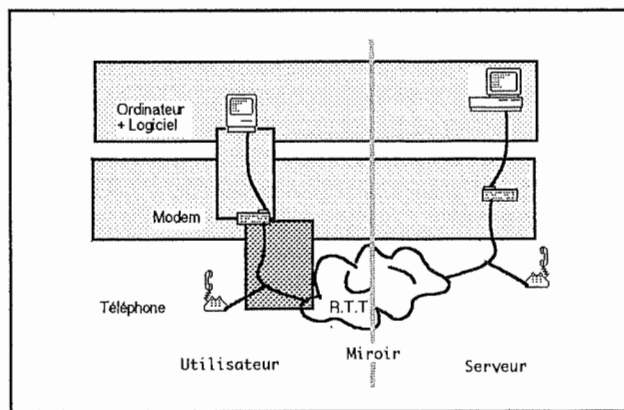 Ordinateur
+ Logiciel
Modem
Téléphone
R.T.T
Utilisateur
Miroir
Serveur